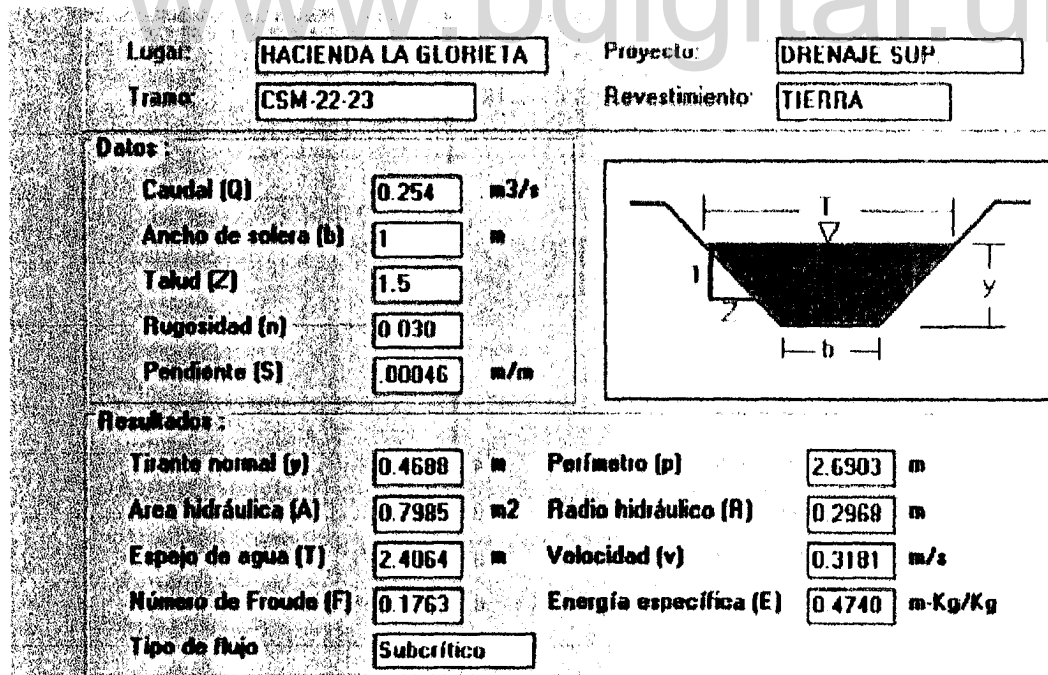 www.bdigital.u
Lugar: HACIENDA LA GLORIETA Proyecto: DRENAJE SUP
Tramo: CSM-22-23 Revestimiento: TIERRA
Datos :
Caudal (Q) 0.254 m3/s
Ancho de solera (b) 1 m
Talud (Z) 1.5
Rugosidad (n) 0.030
Pendiente (S) .00046 m/m
T
1
Z
y
b
Resultados :
Tirante normal (y) 0.4688 m Perímetro (p) 2.6903 m
Area hidráulica (A) 0.7985 m2 Radio hidráulico (R) 0.2968 m
Espejo de agua (T) 2.4064 m Velocidad (v) 0.3181 m/s
Número de Froude (F) 0.1763 Energía específica (E) 0.4740 m-Kg/Kg
Tipo de flujo Subcrítico